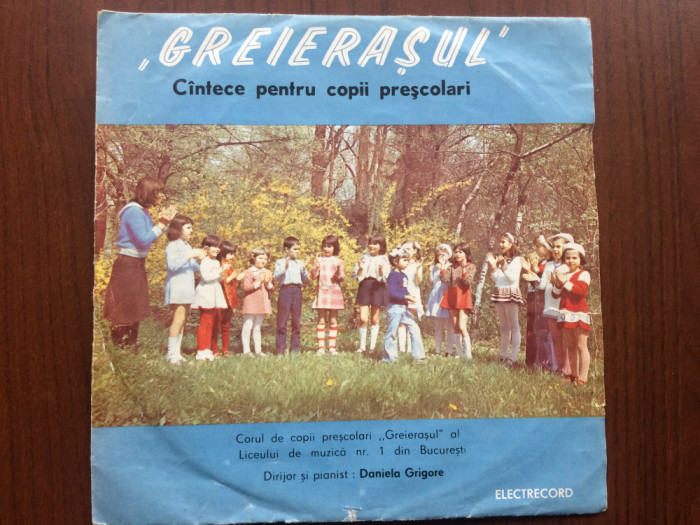 „GREIERAȘUL”
Cîntece pentru copii preșcolari
Corul de copii preșcolari ,,Greierașul" al
Liceului de muzică nr. 1 din București
Dirijor și pianist : Daniela Grigore
ELECTRECORD